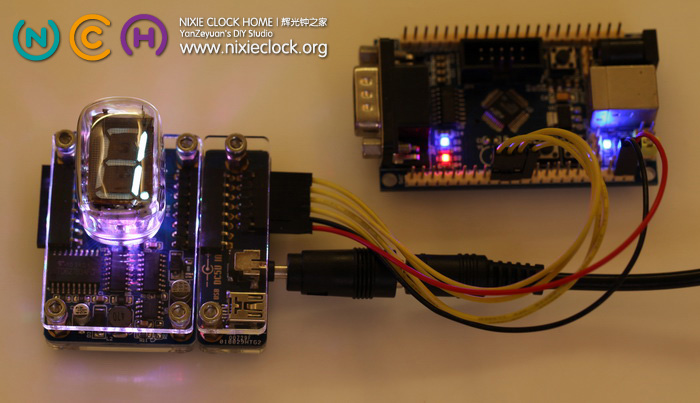 N C H
NIXIE CLOCK HOME | 辉光钟之家
YanZeyuan's DIY Studio
www.nixieclock.org